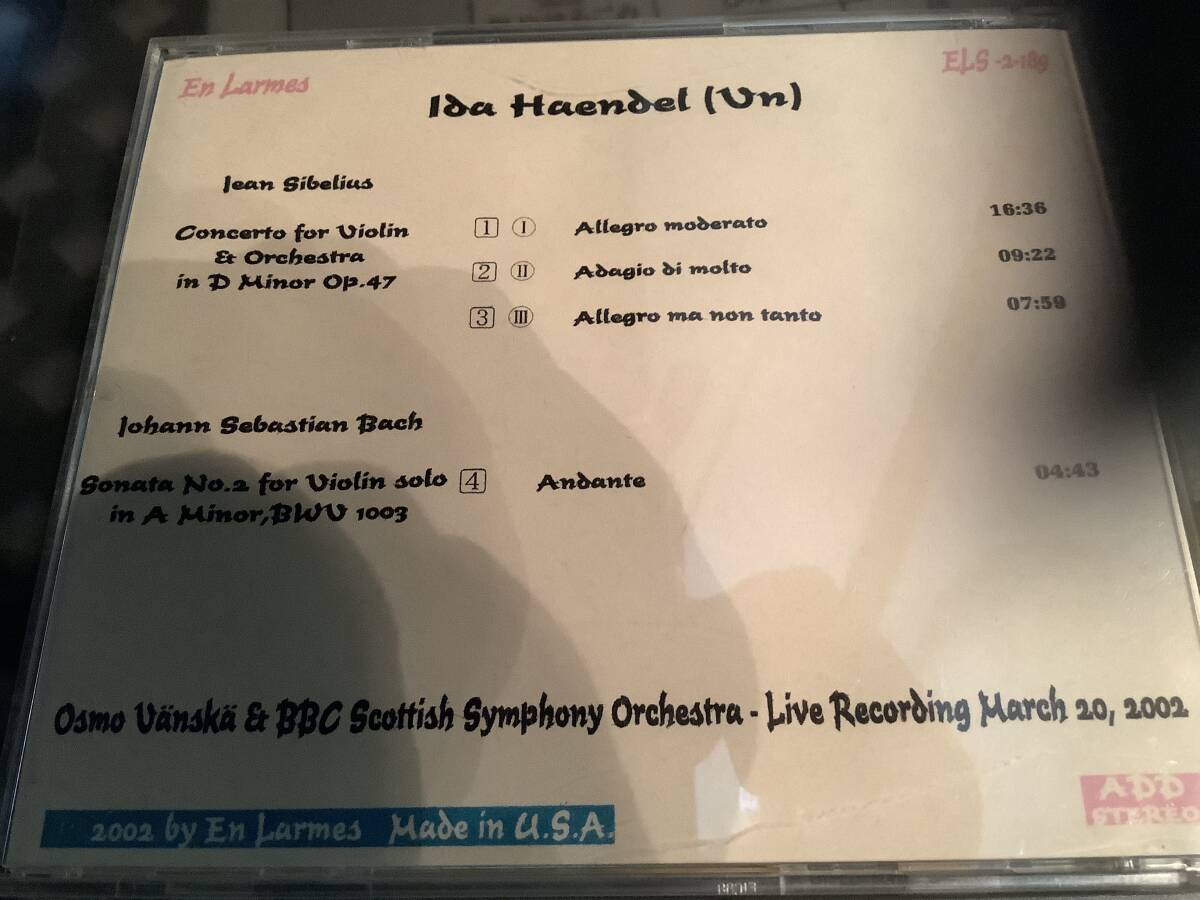 En Larmes
ELS -2-189
Ida Haendel (Vn)
Jean Sibelius
Concerto for Violin
& Orchestra
in D Minor Op.47
1 Ⅰ Allegro moderato 16:36
2 Ⅱ Adagio di molto 09:22
3 Ⅲ Allegro ma non tanto 07:59
Johann Sebastian Bach
Sonata No.2 for Violin solo 4 Andante 04:43
in A Minor,BWV 1003
Osmo Vänskä & BBC Scottish Symphony Orchestra - Live Recording March 20, 2002
2002 by En Larmes Made in U.S.A.
ADD
STEREO